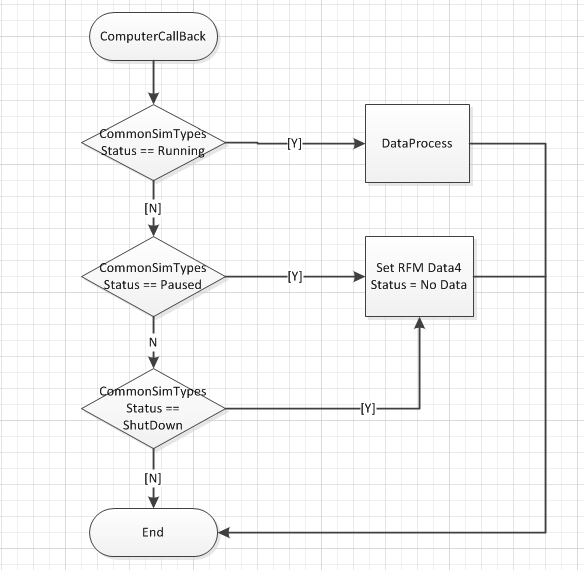 ComputerCallBack
CommonSimTypes
Status == Running
[Y]
DataProcess
[N]
CommonSimTypes
Status == Paused
[Y]
Set RFM Data4
Status = No Data
N
CommonSimTypes
Status ==
ShutDown
[Y]
[N]
End